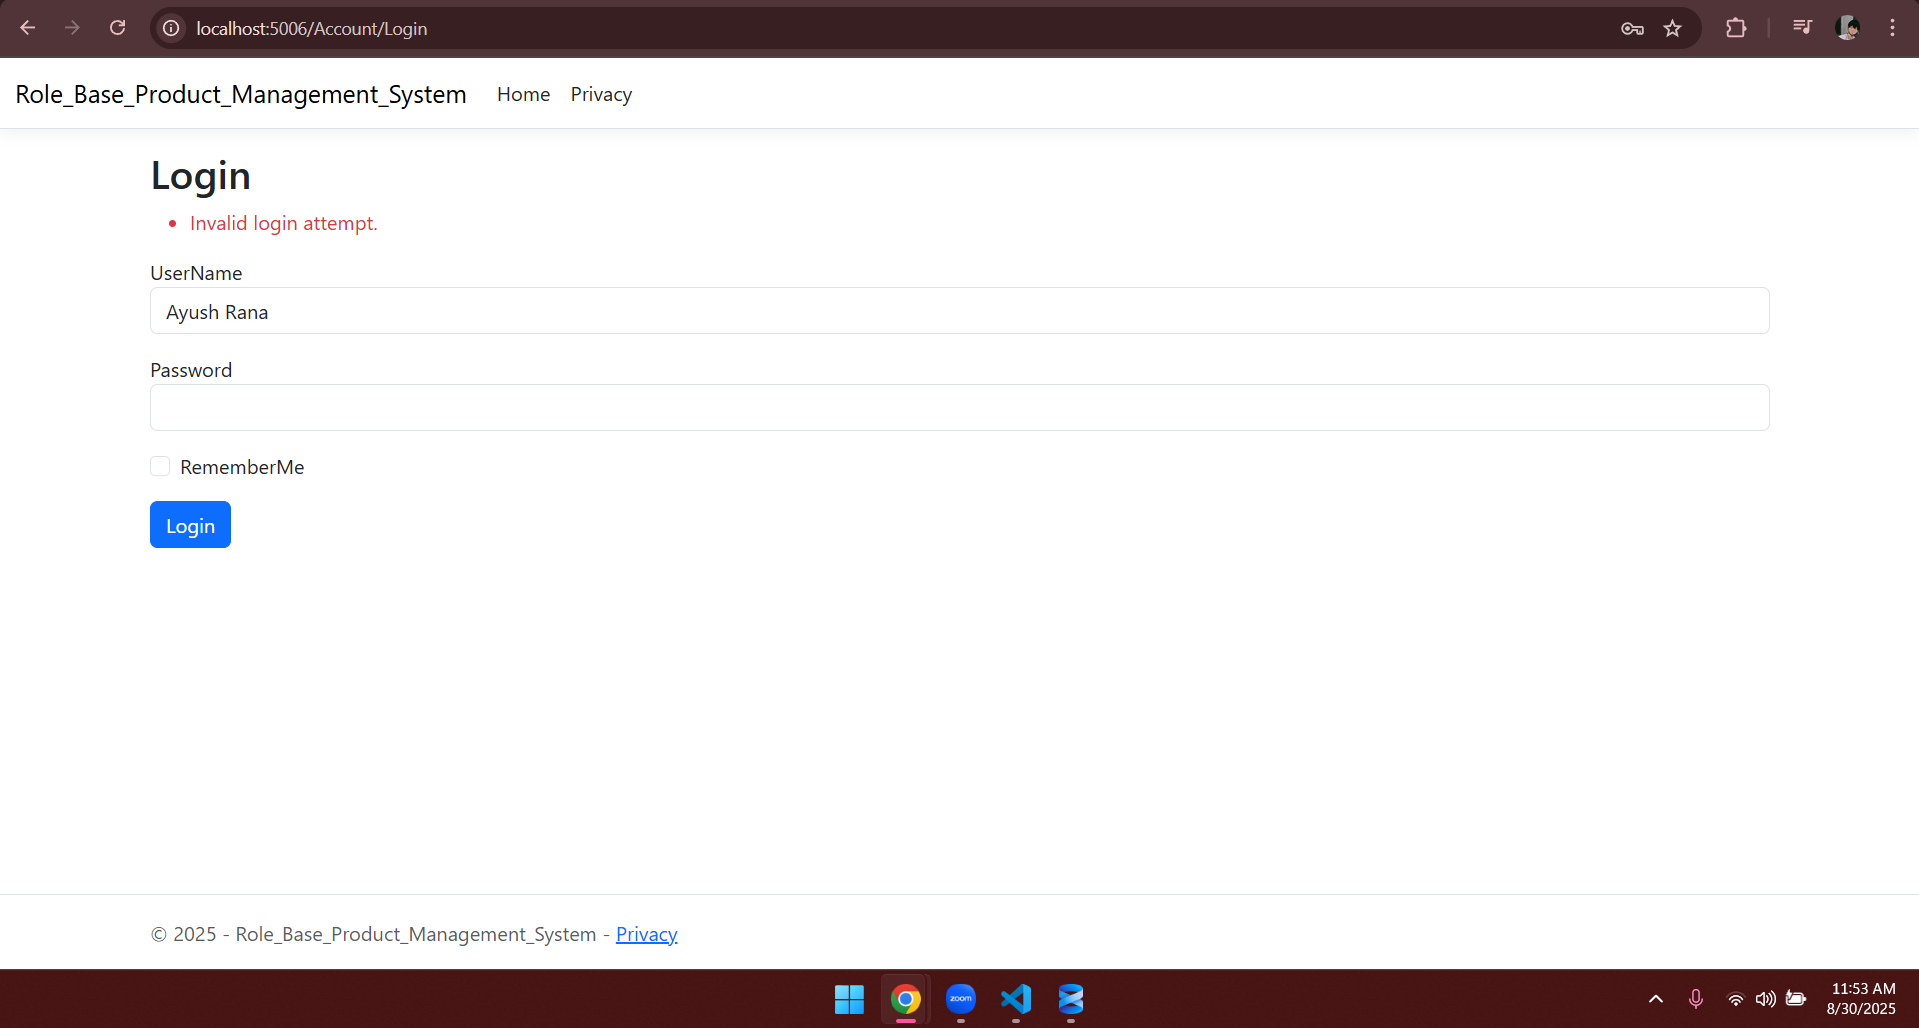 localhost:5006/Account/Login
Role_Base_Product_Management_System Home Privacy
Login
Invalid login attempt.
UserName
Ayush Rana
Password
RememberMe
Login
© 2025 - Role_Base_Product_Management_System - Privacy
zoom
11:53 AM
8/30/2025